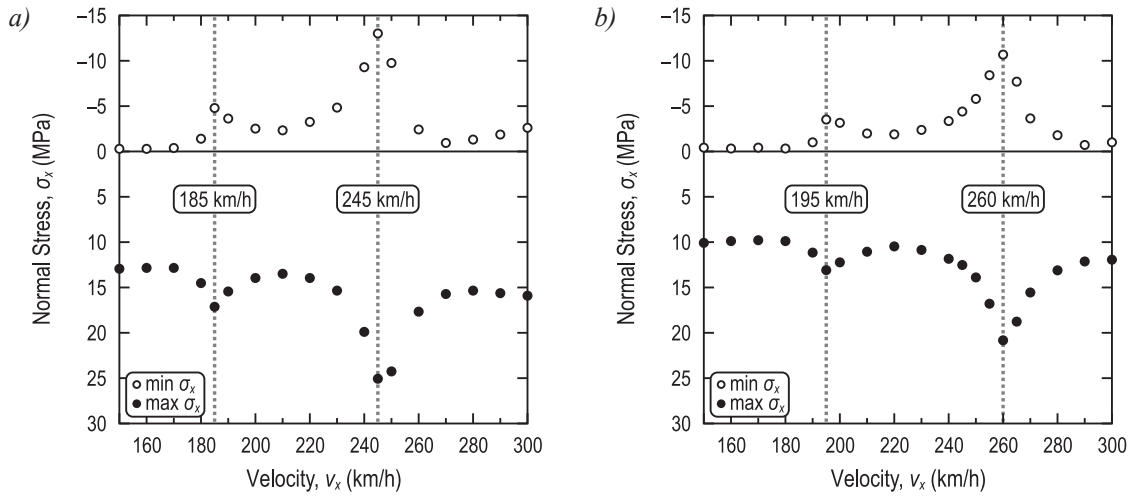 a)
Normal Stress, σx (MPa)
−15
−10
−5
0
5
10
15
20
25
30
185 km/h
245 km/h
min σx
max σx
160 180 200 220 240 260 280 300
Velocity, vx (km/h)
b)
Normal Stress, σx (MPa)
−15
−10
−5
0
5
10
15
20
25
30
195 km/h
260 km/h
min σx
max σx
160 180 200 220 240 260 280 300
Velocity, vx (km/h)